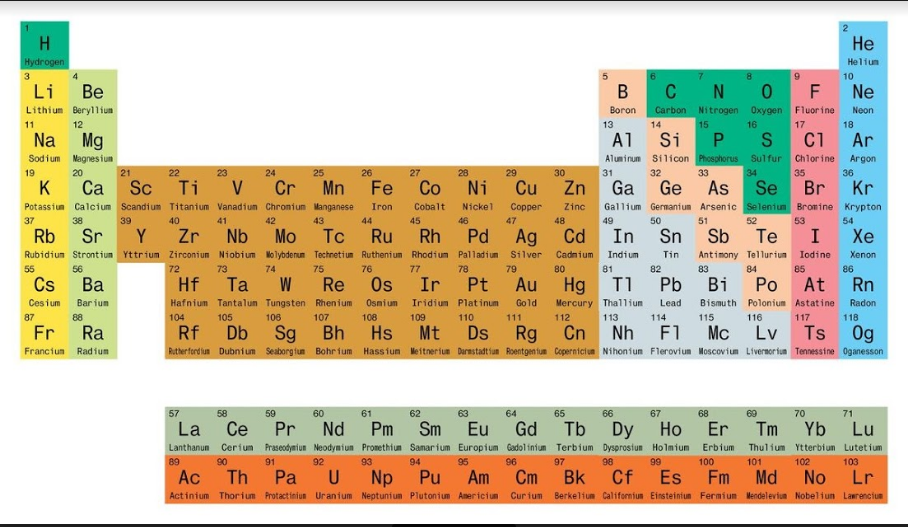 1 2
H He
Hydrogen Helium
3 4 5 6 7 8 9 10
Li Be B C N O F Ne
Lithium Beryllium Boron Carbon Nitrogen Oxygen Fluorine Neon
11 12 13 14 15 16 17 18
Na Mg Al Si P S Cl Ar
Sodium Magnesium Aluminum Silicon Phosphorus Sulfur Chlorine Argon
19 20 21 22 23 24 25 26 27 28 29 30 31 32 33 34 35 36
K Ca Sc Ti V Cr Mn Fe Co Ni Cu Zn Ga Ge As Se Br Kr
Potassium Calcium Scandium Titanium Vanadium Chromium Manganese Iron Cobalt Nickel Copper Zinc Gallium Germanium Arsenic Selenium Bromine Krypton
37 38 39 40 41 42 43 44 45 46 47 48 49 50 51 52 53 54
Rb Sr Y Zr Nb Mo Tc Ru Rh Pd Ag Cd In Sn Sb Te I Xe
Rubidium Strontium Yttrium Zirconium Niobium Molybdenum Technetium Ruthenium Rhodium Palladium Silver Cadmium Indium Tin Antimony Tellurium Iodine Xenon
55 56 72 73 74 75 76 77 78 79 80 81 82 83 84 85 86
Cs Ba Hf Ta W Re Os Ir Pt Au Hg Tl Pb Bi Po At Rn
Cesium Barium Hafnium Tantalum Tungsten Rhenium Osmium Iridium Platinum Gold Mercury Thallium Lead Bismuth Polonium Astatine Radon
87 88 104 105 106 107 108 109 110 111 112 113 114 115 116 117 118
Fr Ra Rf Db Sg Bh Hs Mt Ds Rg Cn Nh Fl Mc Lv Ts Og
Francium Radium Rutherfordium Dubnium Seaborgium Bohrium Hassium Meitnerium Darmstadtium Roentgenium Copernicium Nihonium Flerovium Moscovium Livermorium Tennessine Oganesson
57 58 59 60 61 62 63 64 65 66 67 68 69 70 71
La Ce Pr Nd Pm Sm Eu Gd Tb Dy Ho Er Tm Yb Lu
Lanthanum Cerium Praseodymium Neodymium Promethium Samarium Europium Gadolinium Terbium Dysprosium Holmium Erbium Thulium Ytterbium Lutetium
89 90 91 92 93 94 95 96 97 98 99 100 101 102 103
Ac Th Pa U Np Pu Am Cm Bk Cf Es Fm Md No Lr
Actinium Thorium Protactinium Uranium Neptunium Plutonium Americium Curium Berkelium Californium Einsteinium Fermium Mendelevium Nobelium Lawrencium